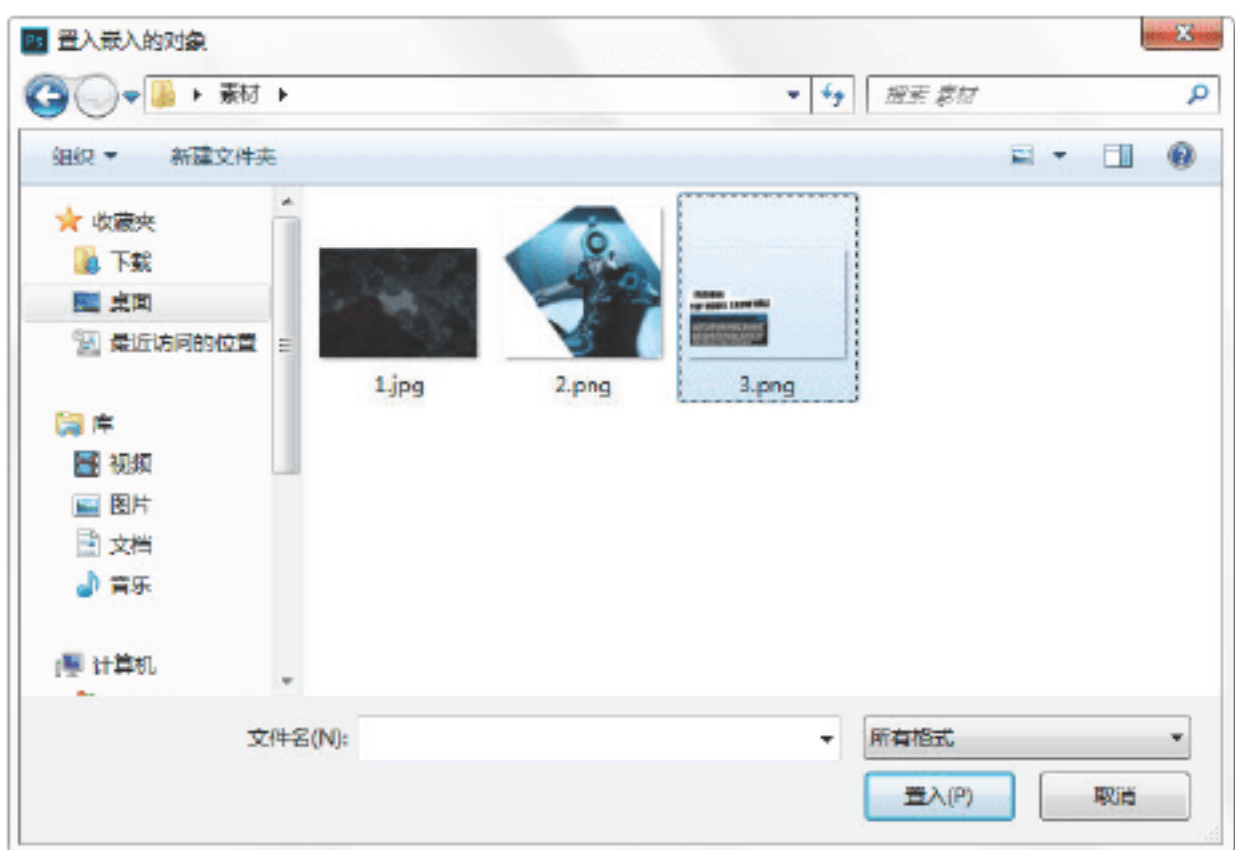 Ps 置入嵌入的对象
素材
搜索 素材
组织 新建文件夹
收藏夹
下载
桌面
最近访问的位置
库
视频
图片
文档
音乐
计算机
1.jpg 2.png 3.png
文件名(N): 所有格式
置入(P) 取消